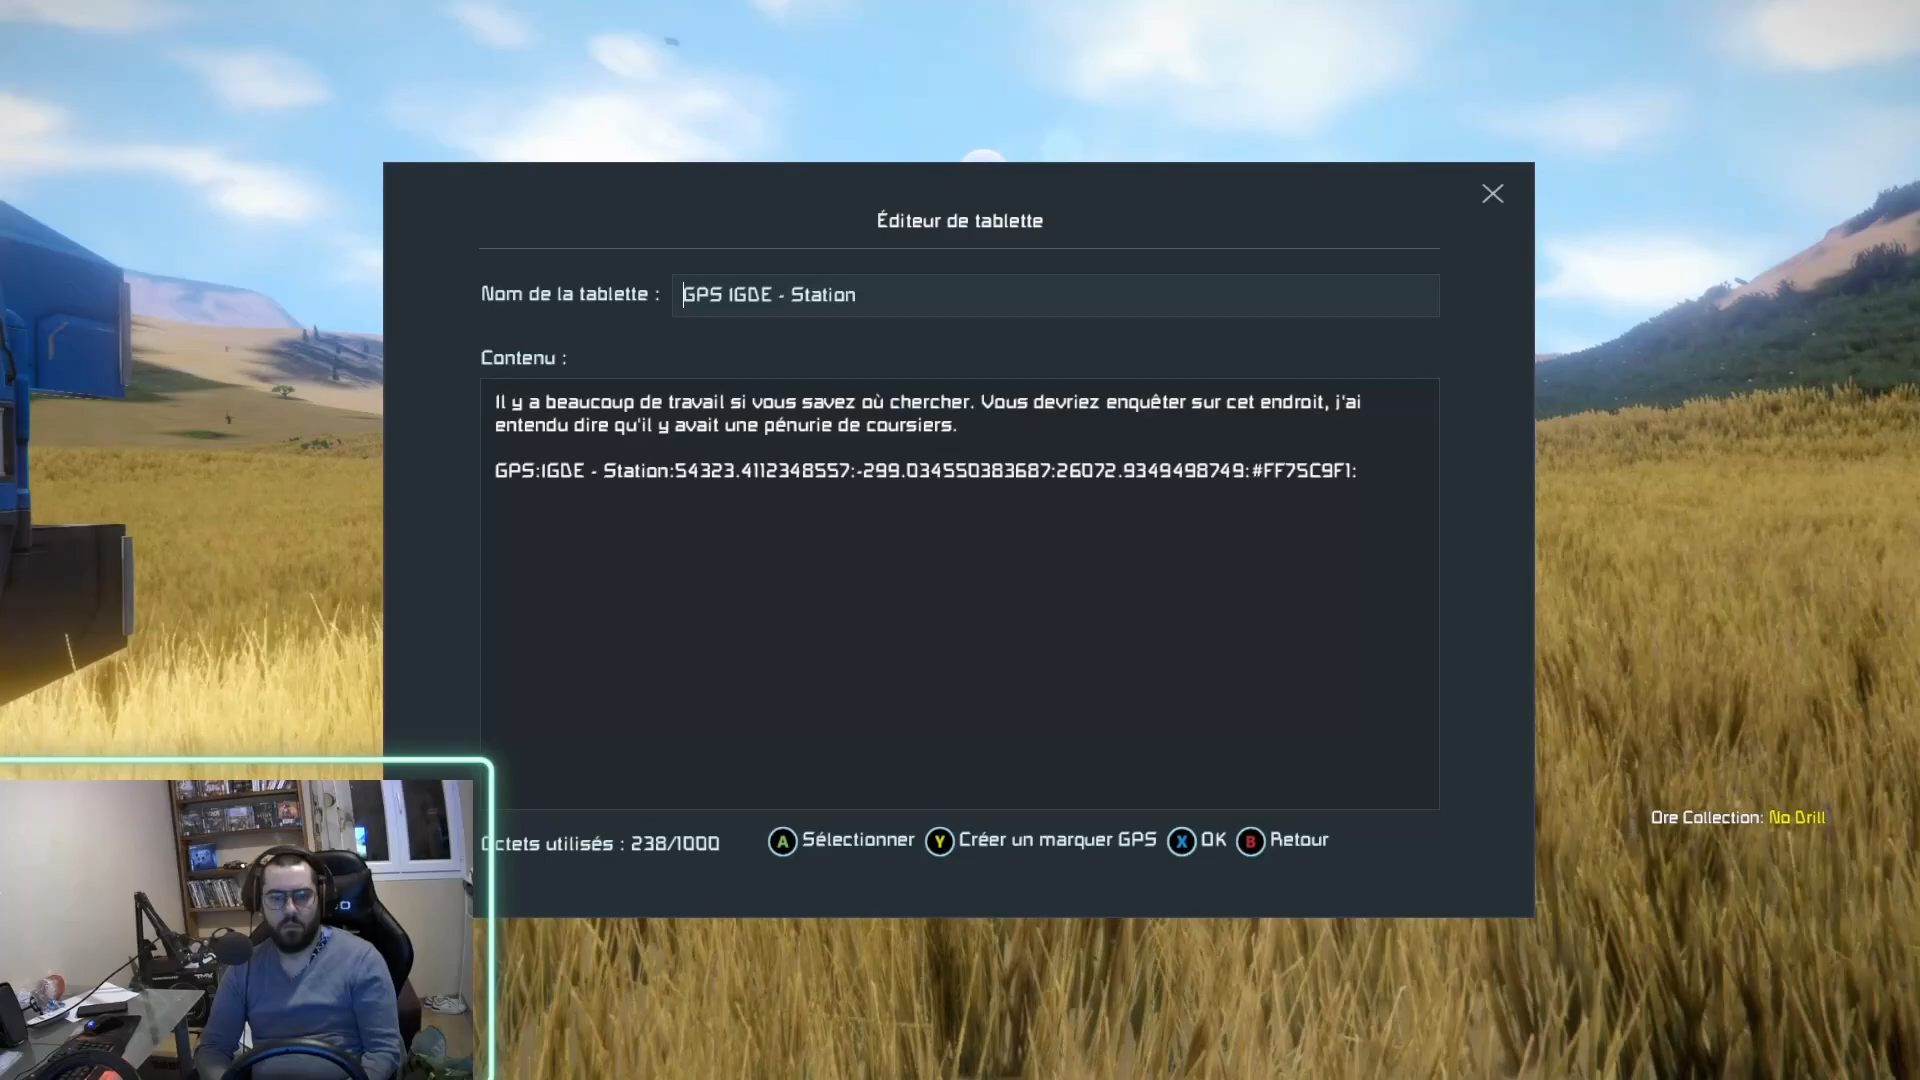 Éditeur de tablette
Nom de la tablette : GPS IGDE - Station
Contenu :
Il y a beaucoup de travail si vous savez où chercher. Vous devriez enquêter sur cet endroit, j'ai
entendu dire qu'il y avait une pénurie de coursiers.
GPS:IGDE - Station:54323.4112348557:-299.034550383687:26072.9349498749:#FF75C9F1:
Octets utilisés : 238/1000 A Sélectionner Y Créer un marquer GPS X OK B Retour
Ore Collection: No Drill